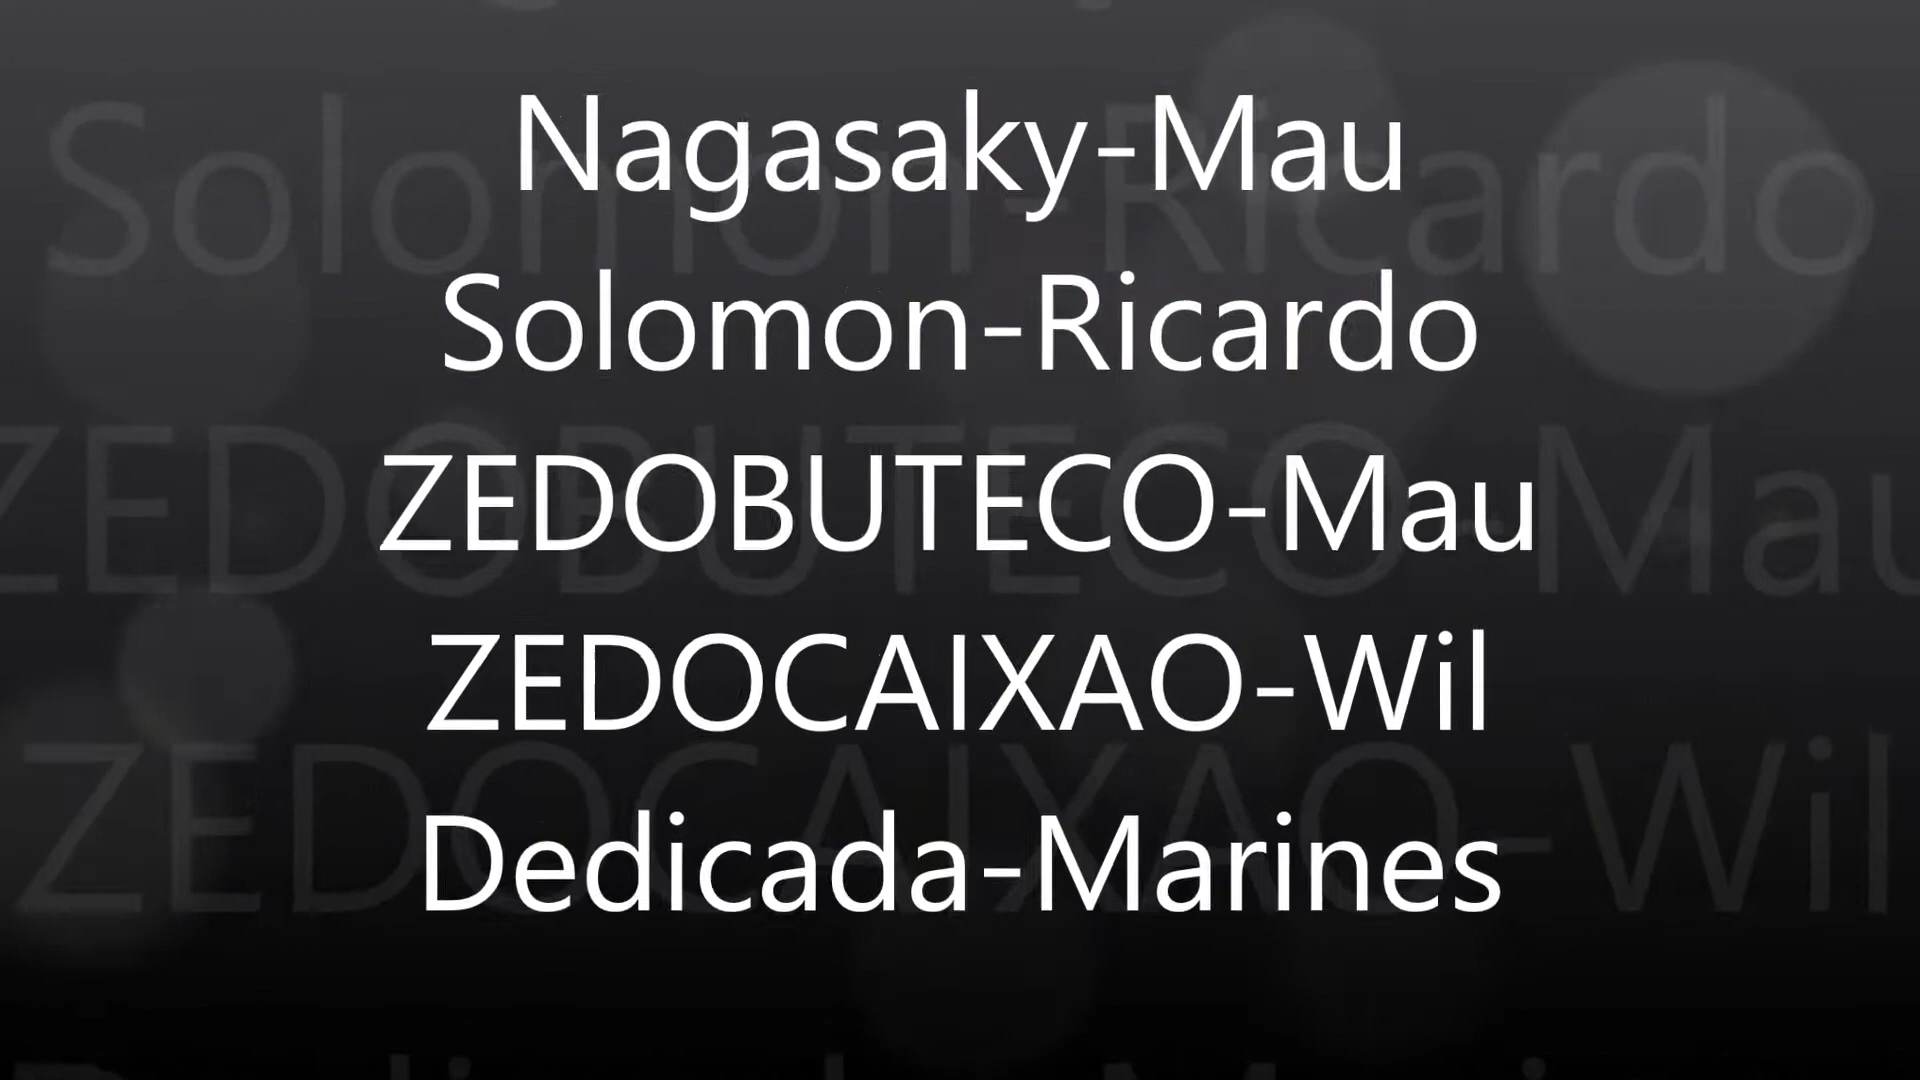 Nagasaky-Mau
Solomon-Ricardo
ZEDOBUTECO-Mau
ZEDOCAIXAO-Wil
Dedicada-Marines